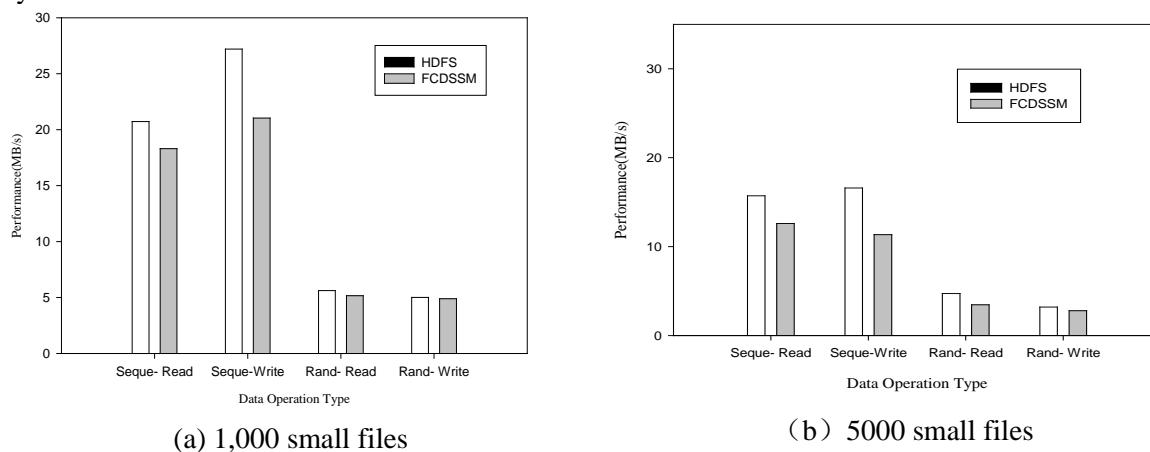 y
30
25
20
15
10
5
0
Performance(MB/s)
HDFS
FCDSSM
Seque- Read Seque-Write Rand- Read Rand- Write
Data Operation Type
(a) 1,000 small files
30
20
10
0
Performance(MB/s)
HDFS
FCDSSM
Seque- Read Seque-Write Rand- Read Rand- Write
Data Operation Type
（b）5000 small files